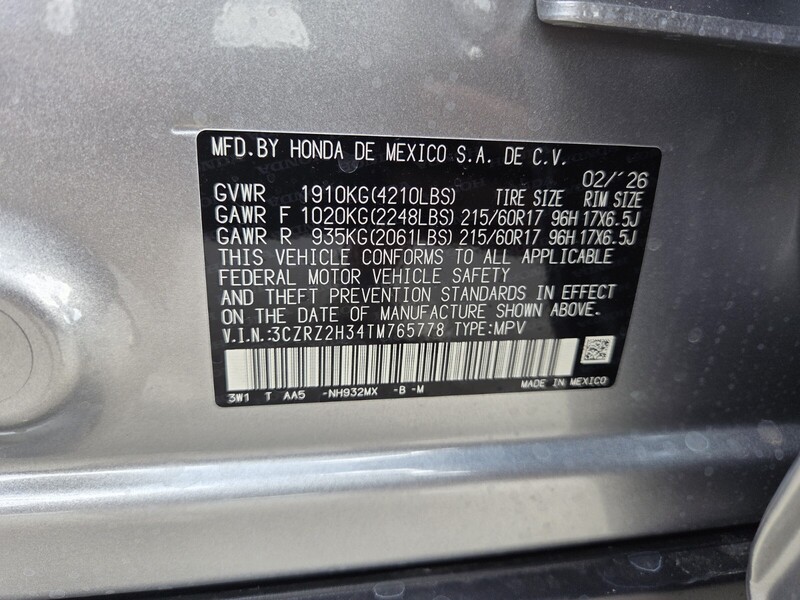 MFD.BY HONDA DE MEXICO S.A. DE C.V.
02/'26
GVWR 1910KG(4210LBS) TIRE SIZE RIM SIZE
GAWR F 1020KG(2248LBS) 215/60R17 96H 17X6.5J
GAWR R 935KG(2061LBS) 215/60R17 96H 17X6.5J
THIS VEHICLE CONFORMS TO ALL APPLICABLE
FEDERAL MOTOR VEHICLE SAFETY
AND THEFT PREVENTION STANDARDS IN EFFECT
ON THE DATE OF MANUFACTURE SHOWN ABOVE.
V.I.N.:3CZRZ2H34TM765778 TYPE:MPV
MADE IN MEXICO
3W1 T AA5 -NH932MX -B -M